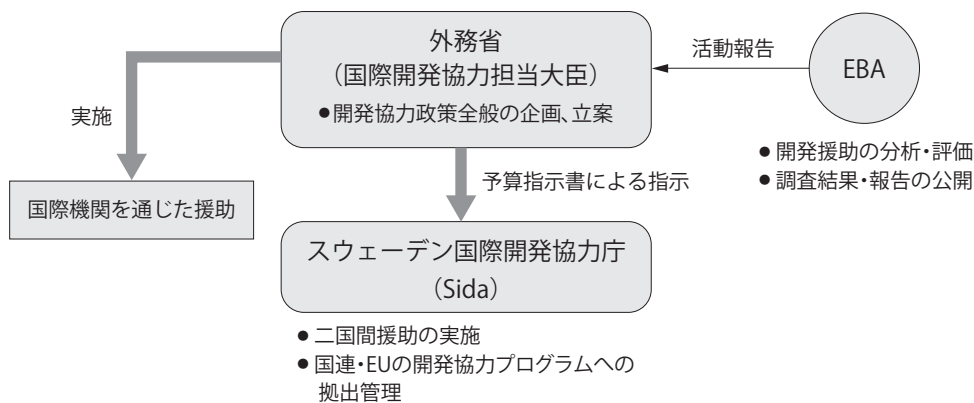 外務省
（国際開発協力担当大臣）
●開発協力政策全般の企画、立案
活動報告
EBA
●開発援助の分析・評価
●調査結果・報告の公開
実施
国際機関を通じた援助
予算指示書による指示
スウェーデン国際開発協力庁
（Sida）
●二国間援助の実施
●国連・EUの開発協力プログラムへの
拠出管理